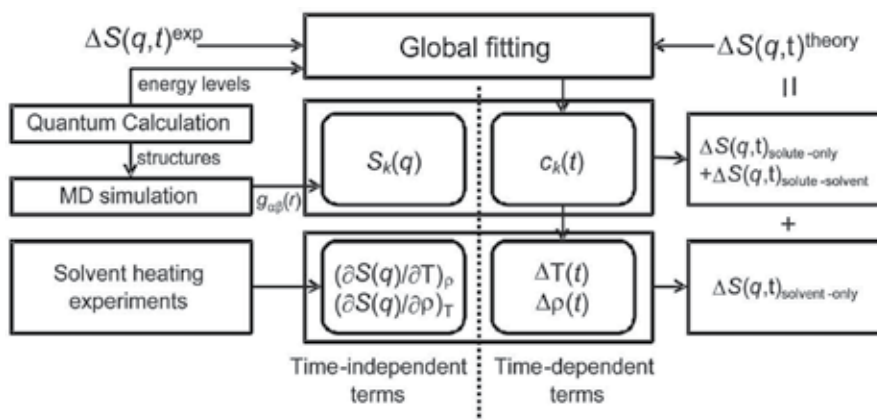 ΔS(q,t)exp
Global fitting
ΔS(q,t)theory
energy levels
=
Quantum Calculation
structures
MD simulation
gαβ(r)
Sk(q)
ck(t)
ΔS(q,t)solute-only
+ΔS(q,t)solute-solvent
+
Solvent heating
experiments
(∂S(q)/∂T)ρ
(∂S(q)/∂ρ)T
ΔT(t)
Δρ(t)
ΔS(q,t)solvent-only
Time-independent
terms
Time-dependent
terms